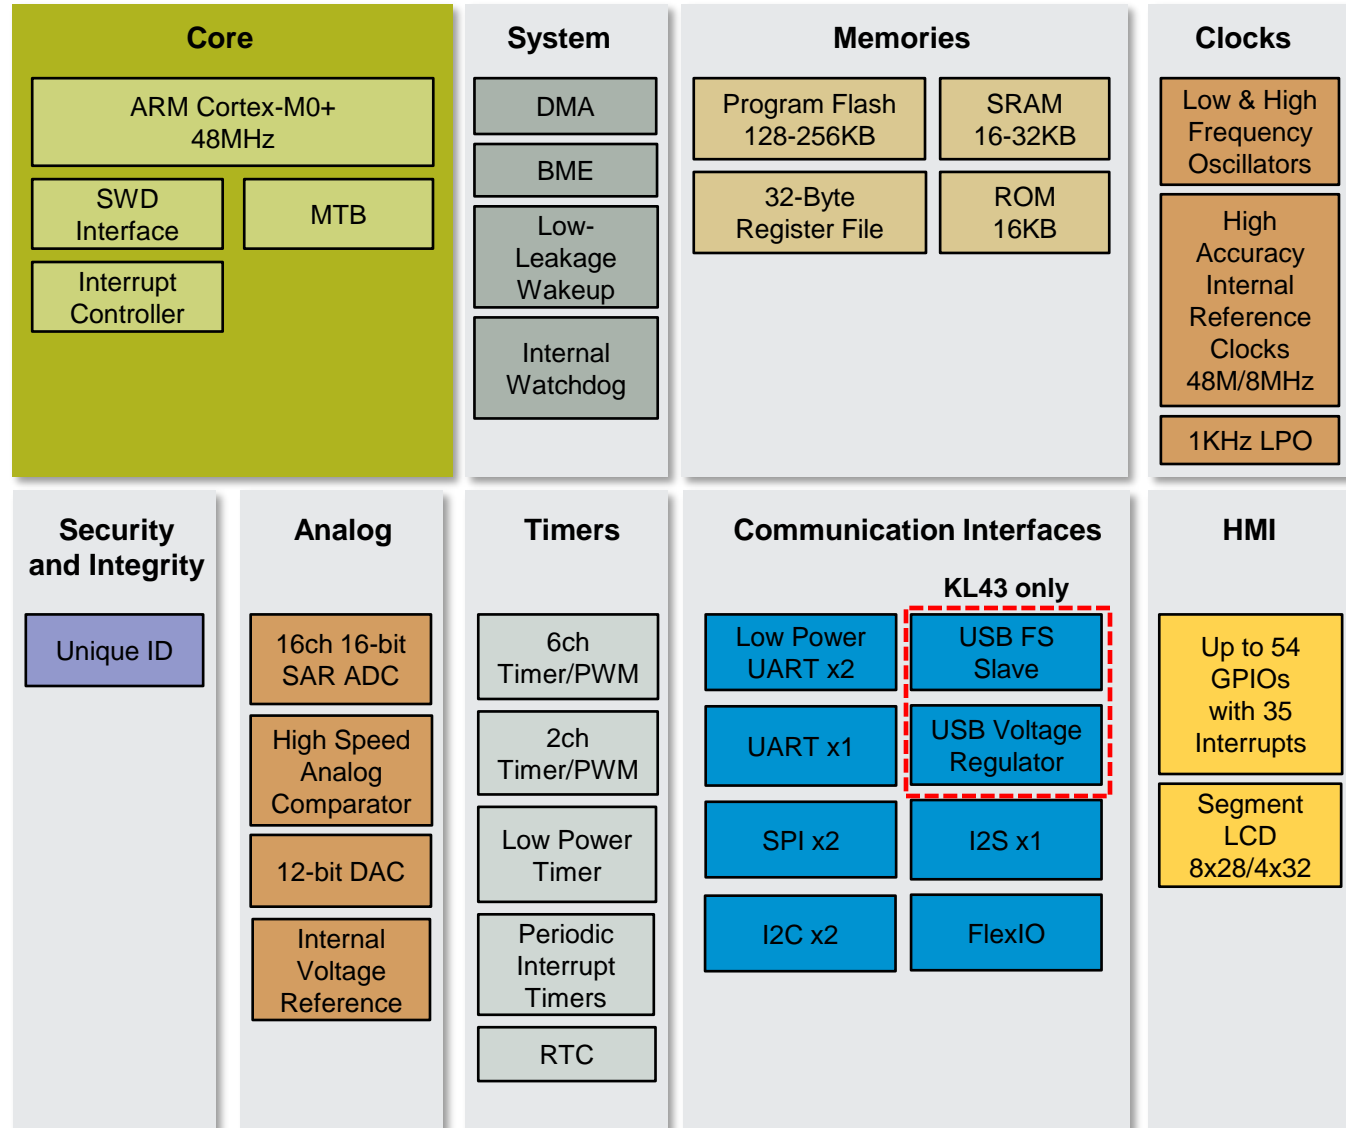 Core
ARM Cortex-M0+
48MHz
SWD
Interface
MTB
Interrupt
Controller
System
DMA
BME
Low-
Leakage
Wakeup
Internal
Watchdog
Memories
Program Flash
128-256KB
SRAM
16-32KB
32-Byte
Register File
ROM
16KB
Clocks
Low & High
Frequency
Oscillators
High
Accuracy
Internal
Reference
Clocks
48M/8MHz
1KHz LPO
Security
and Integrity
Unique ID
Analog
16ch 16-bit
SAR ADC
High Speed
Analog
Comparator
12-bit DAC
Internal
Voltage
Reference
Timers
6ch
Timer/PWM
2ch
Timer/PWM
Low Power
Timer
Periodic
Interrupt
Timers
RTC
Communication Interfaces
KL43 only
Low Power
UART x2
USB FS
Slave
UART x1
USB Voltage
Regulator
SPI x2
I2S x1
I2C x2
FlexIO
HMI
Up to 54
GPIOs
with 35
Interrupts
Segment
LCD
8x28/4x32